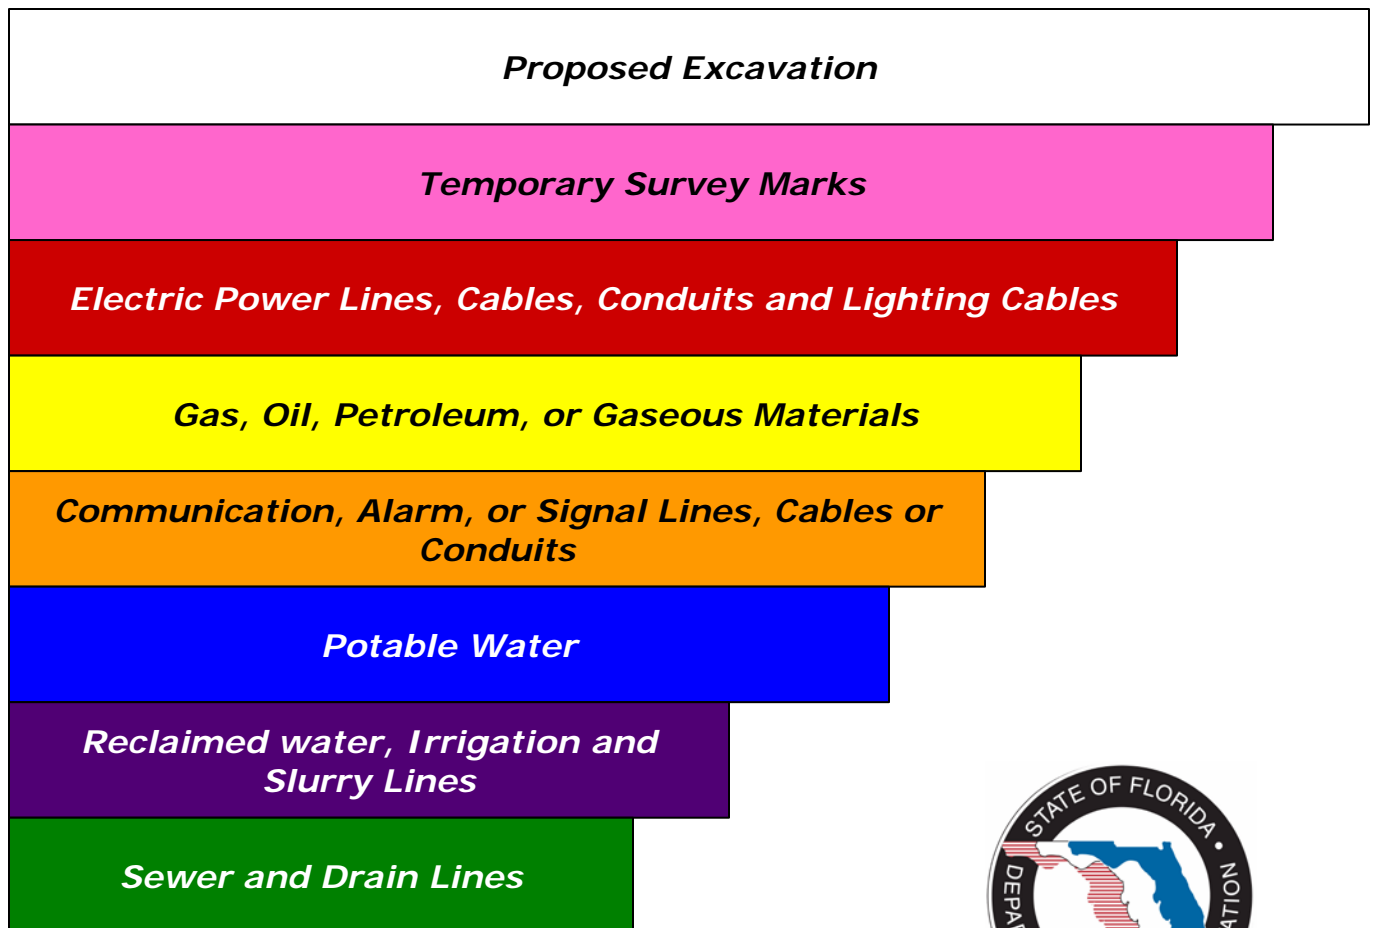 Proposed Excavation
Temporary Survey Marks
Electric Power Lines, Cables, Conduits and Lighting Cables
Gas, Oil, Petroleum, or Gaseous Materials
Communication, Alarm, or Signal Lines, Cables or
Conduits
Potable Water
Reclaimed water, Irrigation and
Slurry Lines
Sewer and Drain Lines
STATE OF FLORIDA